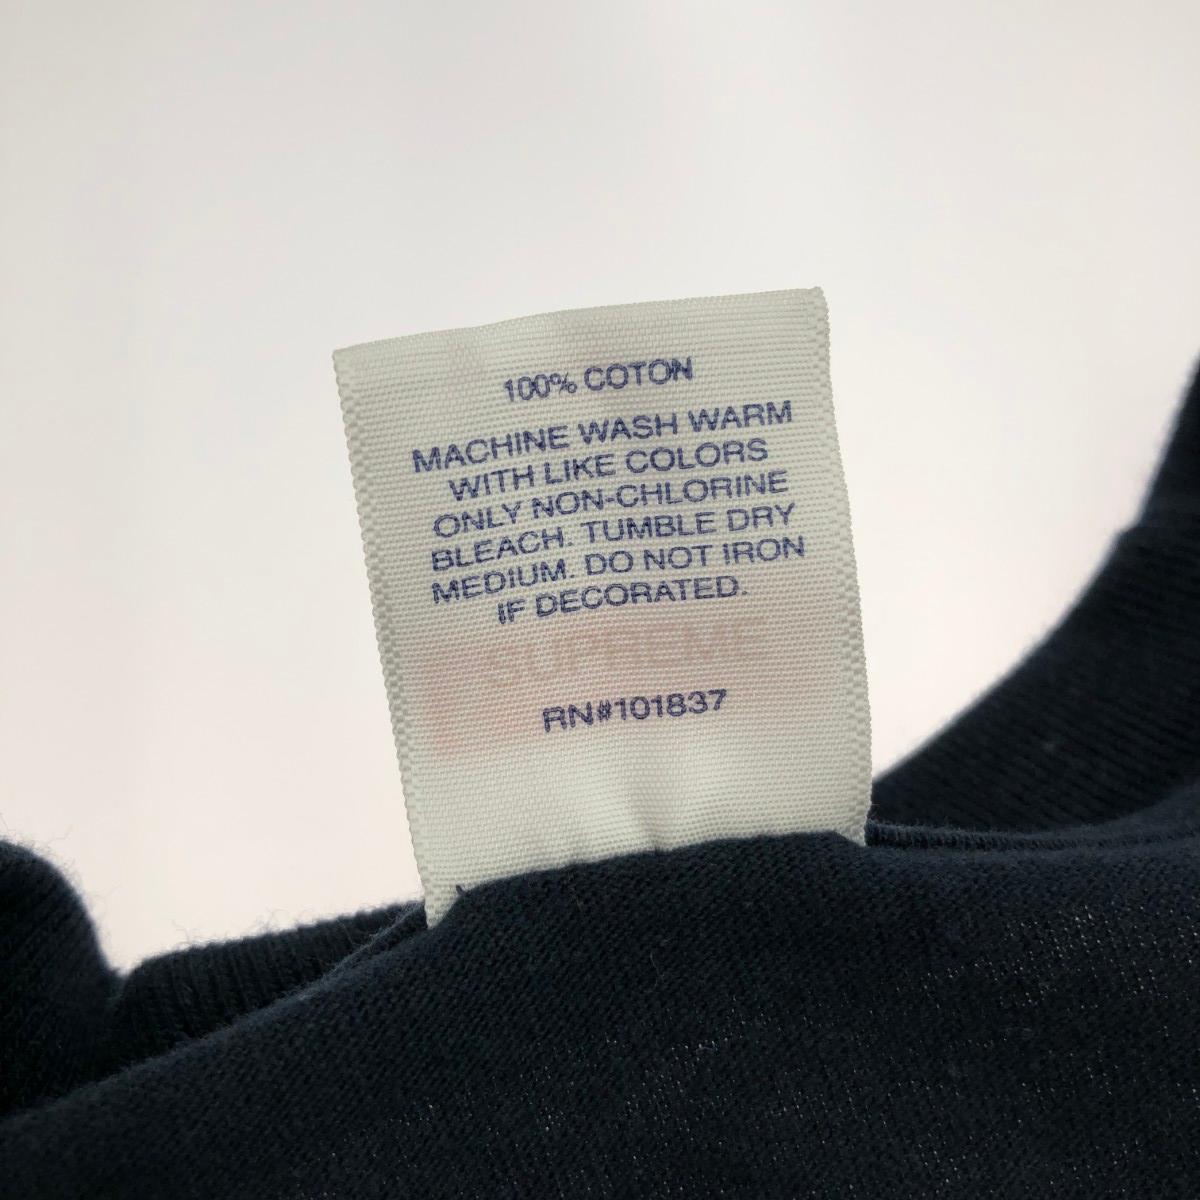 100% COTON
MACHINE WASH WARM
WITH LIKE COLORS
ONLY NON-CHLORINE
BLEACH. TUMBLE DRY
MEDIUM. DO NOT IRON
IF DECORATED.
SUPREME
RN#101837